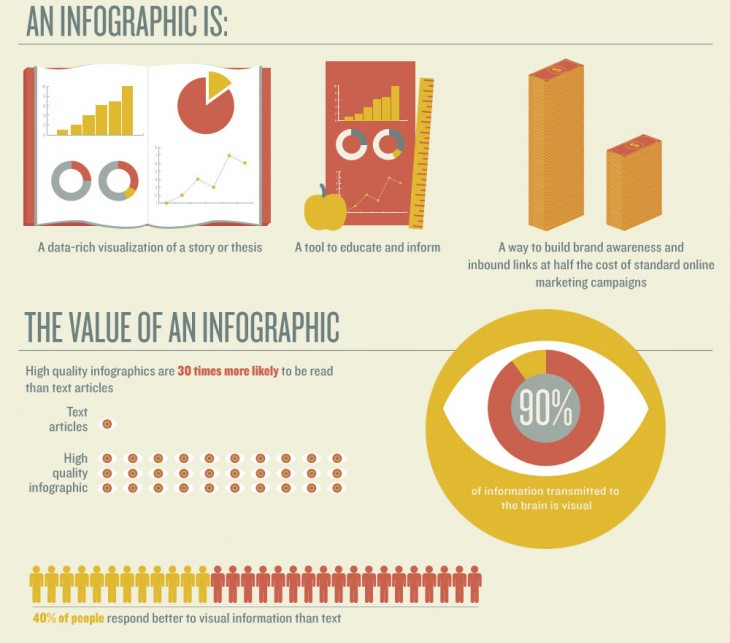 AN INFOGRAPHIC IS:
A data-rich visualization of a story or thesis
A tool to educate and inform
A way to build brand awareness and
inbound links at half the cost of standard online
marketing campaigns
THE VALUE OF AN INFOGRAPHIC
High quality infographics are 30 times more likely to be read
than text articles
Text
articles
High
quality
infographic
90%
of information transmitted to
the brain is visual
40% of people respond better to visual information than text